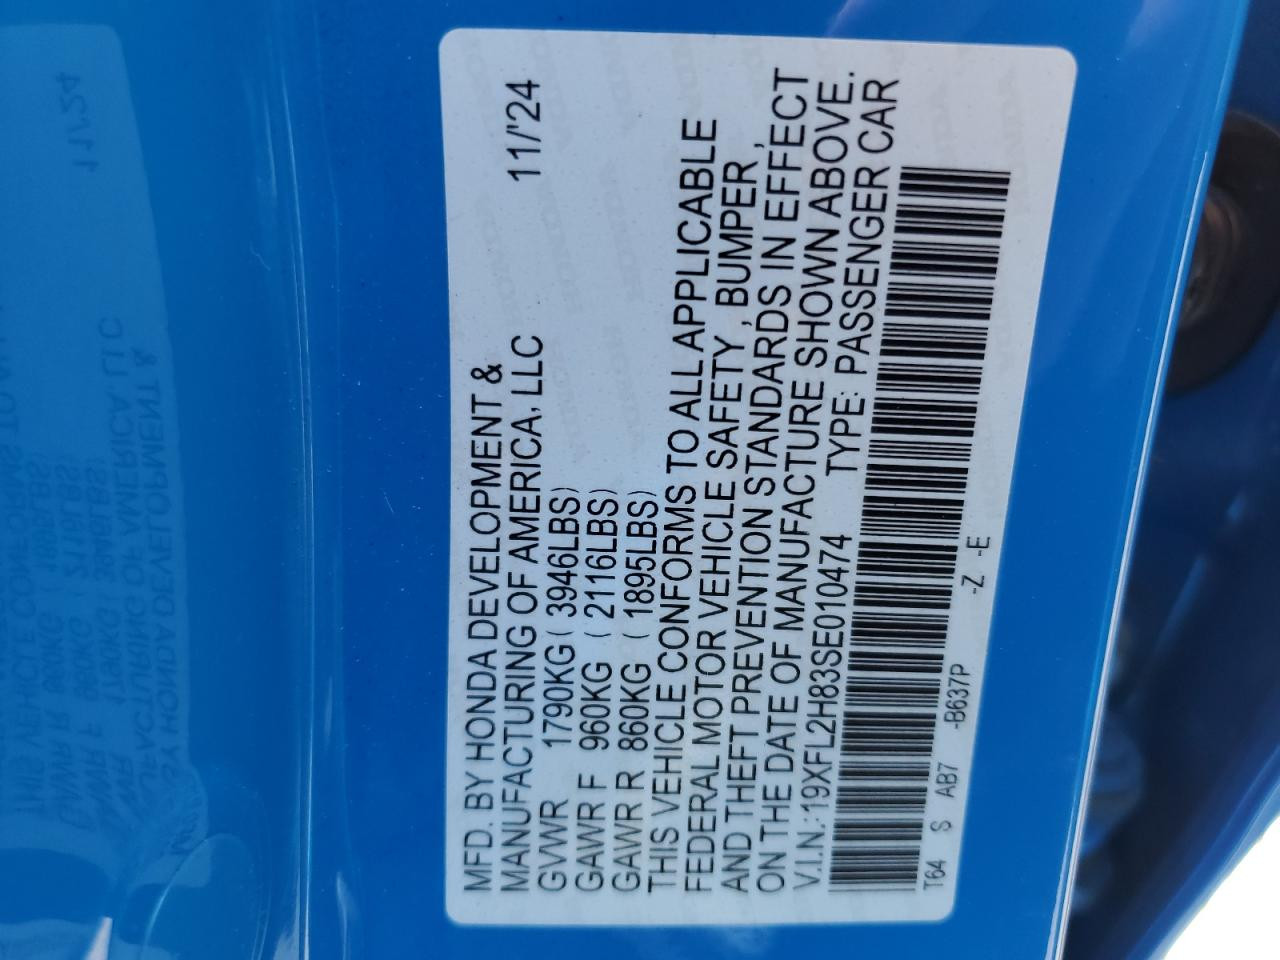 MFD. BY HONDA DEVELOPMENT &
MANUFACTURING OF AMERICA, LLC 11/'24
GVWR 1790KG ( 3946LBS)
GAWR F 960KG ( 2116LBS)
GAWR R 860KG ( 1895LBS)
THIS VEHICLE CONFORMS TO ALL APPLICABLE
FEDERAL MOTOR VEHICLE SAFETY, BUMPER,
AND THEFT PREVENTION STANDARDS IN EFFECT
ON THE DATE OF MANUFACTURE SHOWN ABOVE.
V.I.N.:19XFL2H83SE010474 TYPE: PASSENGER CAR
T64 S AB7 -B637P -Z -E